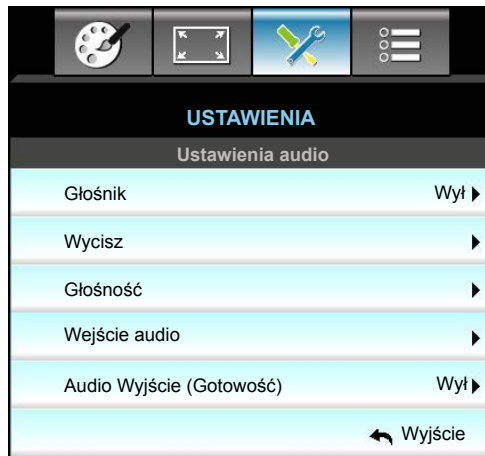 USTAWIENIA
Ustawienia audio
Głośnik Wył
Wycisz
Głośność
Wejście audio
Audio Wyjście (Gotowość) Wył
Wyjście